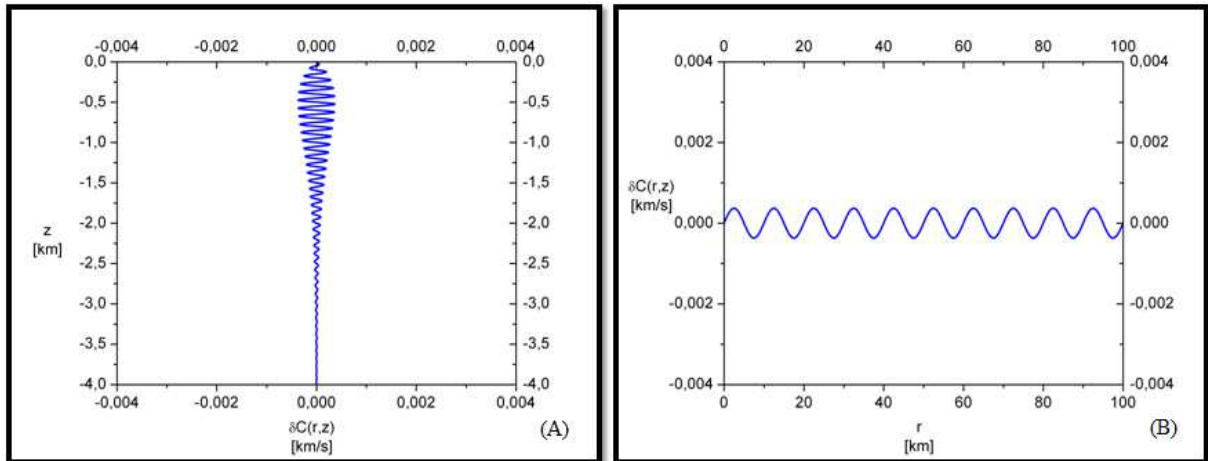 -0,004 -0,002 0,000 0,002 0,004
0,0 0,0
-0,5 -0,5
-1,0 -1,0
-1,5 -1,5
-2,0 -2,0
z
[km]
-2,5 -2,5
-3,0 -3,0
-3,5 -3,5
-4,0 -4,0
-0,004 -0,002 0,000 0,002 0,004
δC(r,z)
[km/s]
(A)
0 20 40 60 80 100
0,004 0,004
0,002 0,002
δC(r,z)
[km/s]
0,000 0,000
-0,002 -0,002
-0,004 -0,004
0 20 40 60 80 100
r
[km]
(B)